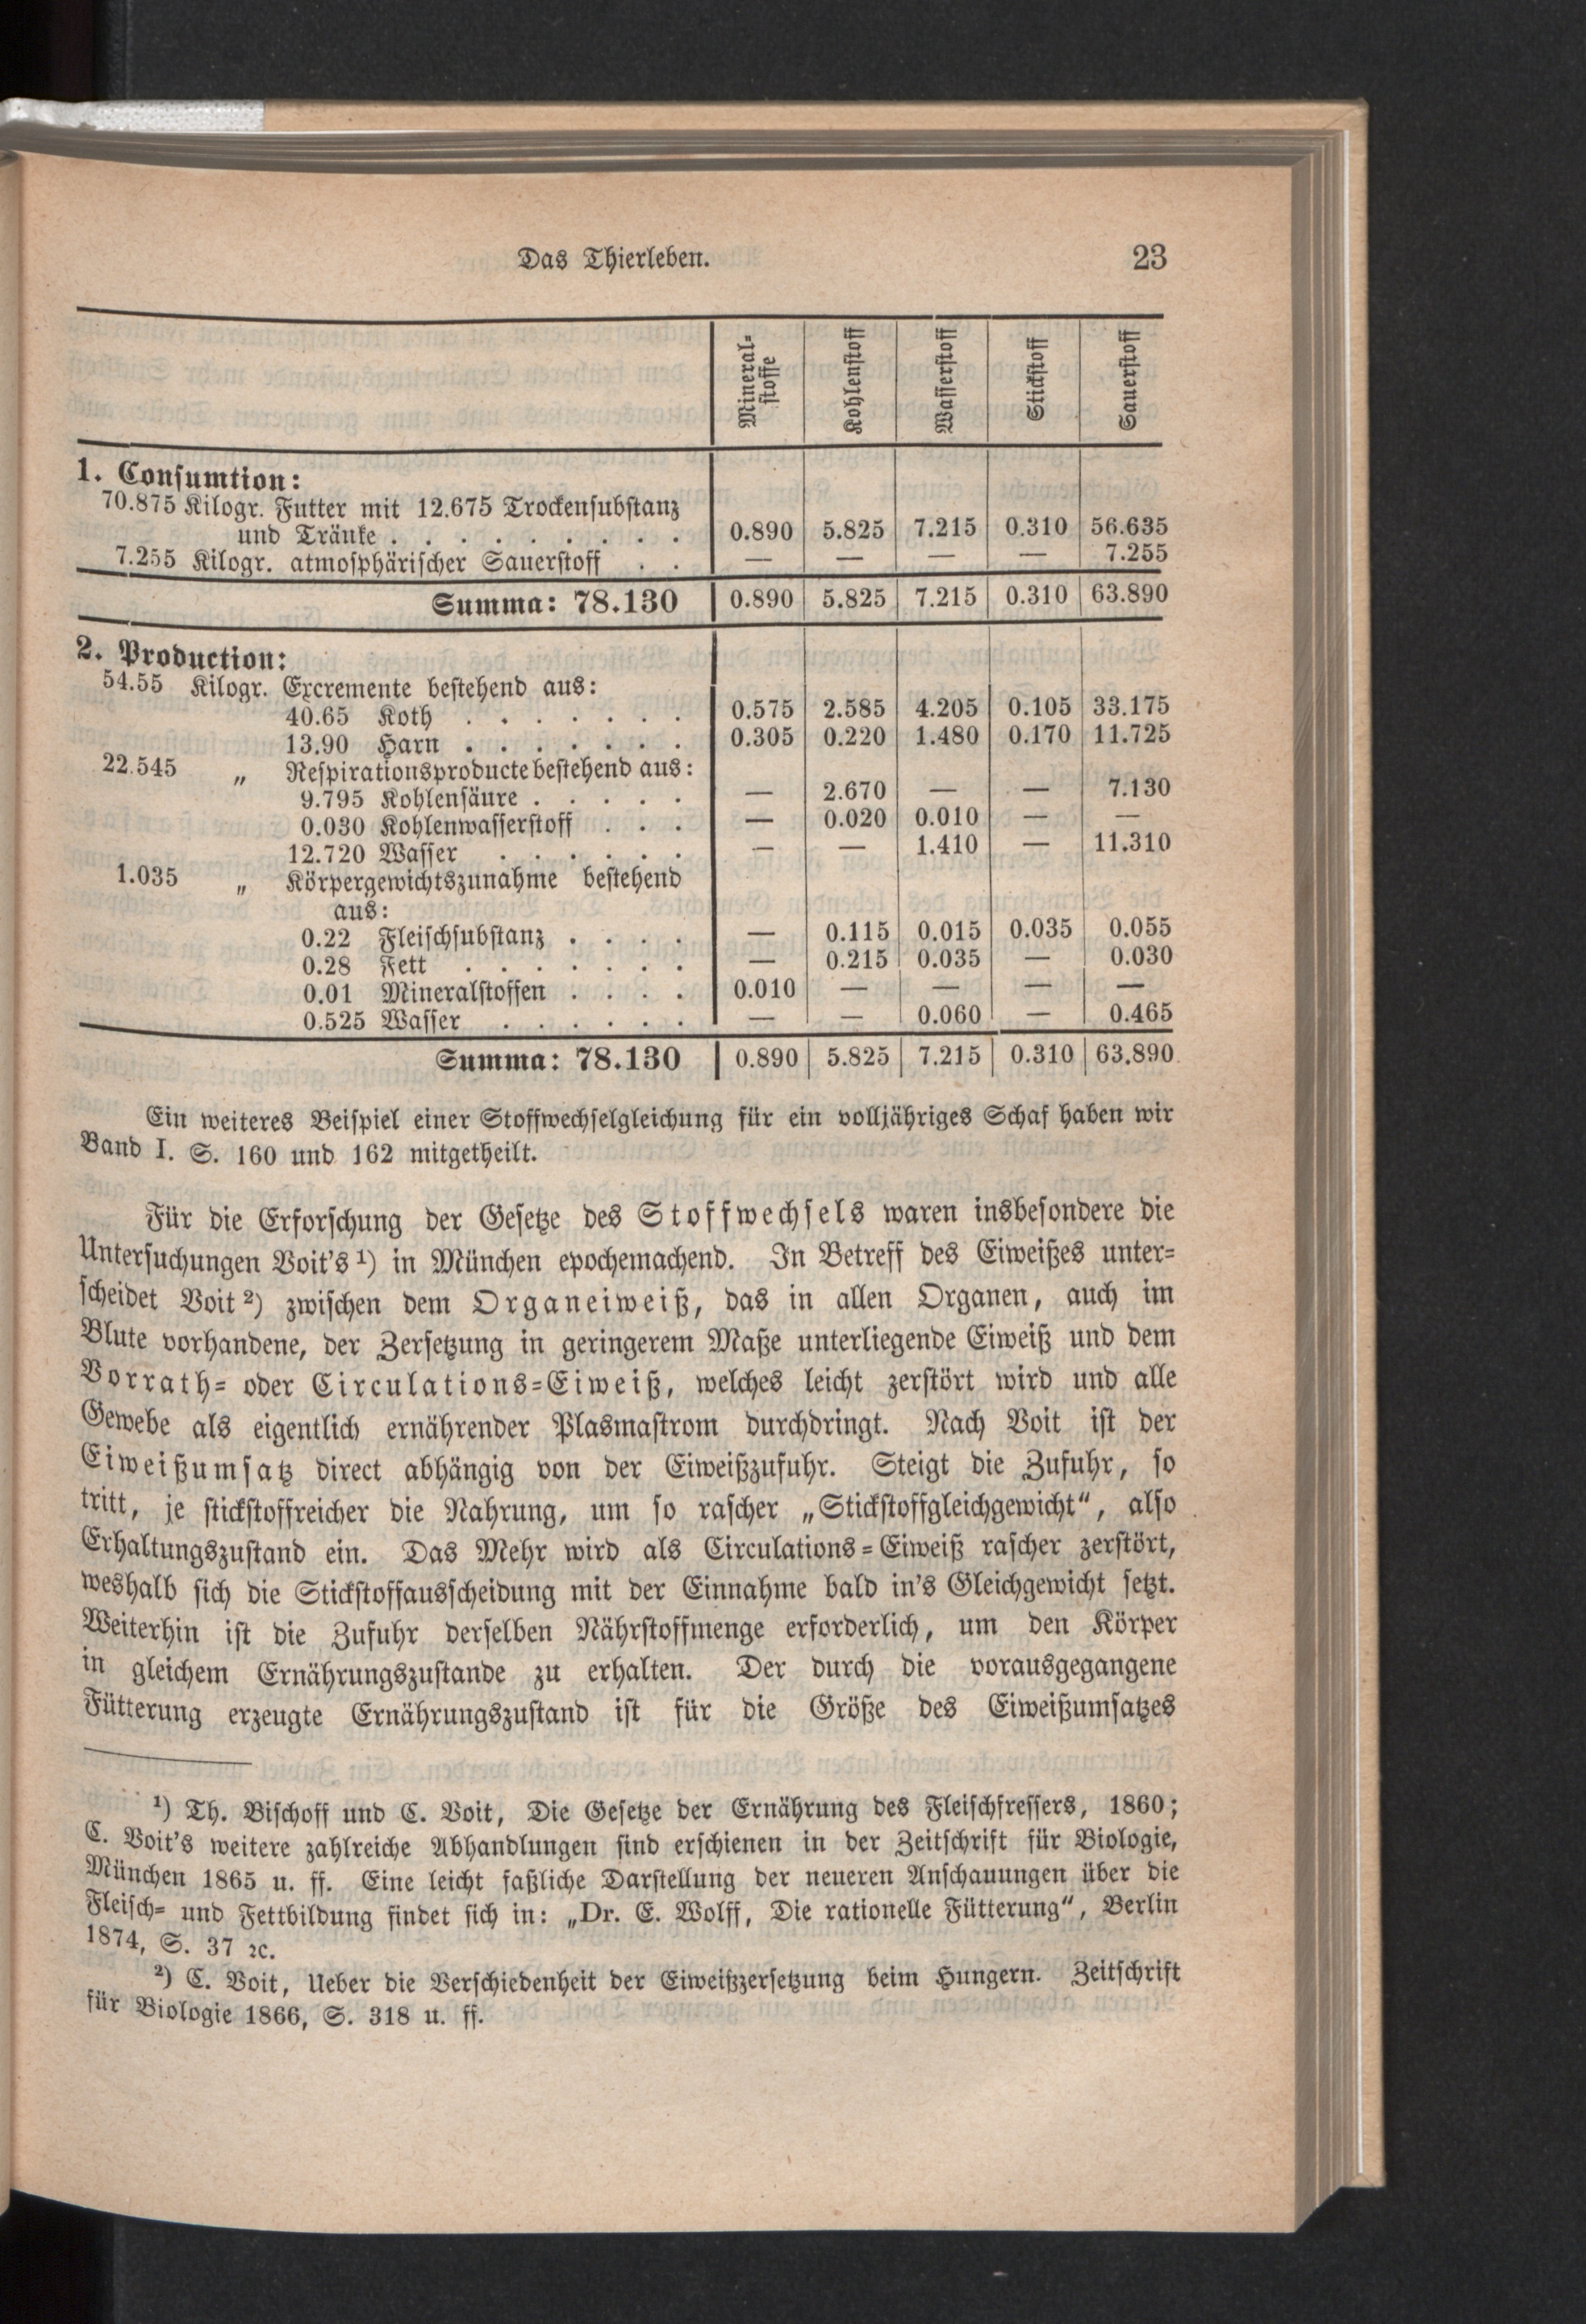 Das Thierleben. 23
Mineral-
stoffe
Kohlenstoff
Wasserstoff
Stickstoff
Sauerstoff
1. Consumtion:
70.875 Kilogr. Futter mit 12.675 Trockensubstanz
und Tränke . . . . . . . . . 0.890 5.825 7.215 0.310 56.635
7.255 Kilogr. atmosphärischer Sauerstoff . . — — — — 7.255
Summa: 78.130 0.890 5.825 7.215 0.310 63.890
2. Production:
54.55 Kilogr. Excremente bestehend aus:
40.65 Koth . . . . . . . 0.575 2.585 4.205 0.105 33.175
13.90 Harn . . . . . . . 0.305 0.220 1.480 0.170 11.725
22.545 „ Respirationsproducte bestehend aus:
9.795 Kohlensäure . . . . . — 2.670 — — 7.130
0.030 Kohlenwasserstoff . . . — 0.020 0.010 — —
12.720 Wasser . . . . . . — — 1.410 — 11.310
1.035 „ Körpergewichtszunahme bestehend
aus:
0.22 Fleischsubstanz . . . . — 0.115 0.015 0.035 0.055
0.28 Fett . . . . . . . — 0.215 0.035 — 0.030
0.01 Mineralstoffen . . . . 0.010 — — — —
0.525 Wasser . . . . . . — — 0.060 — 0.465
Summa: 78.130 0.890 5.825 7.215 0.310 63.890
Ein weiteres Beispiel einer Stoffwechselgleichung für ein volljähriges Schaf haben wir
Band I. S. 160 und 162 mitgetheilt.
Für die Erforschung der Gesetze des Stoffwechsels waren insbesondere die
Untersuchungen Voit's ¹) in München epochemachend. In Betreff des Eiweißes unter-
scheidet Voit ²) zwischen dem Organeiweiß, das in allen Organen, auch im
Blute vorhandene, der Zersetzung in geringerem Maße unterliegende Eiweiß und dem
Vorrath- oder Circulations-Eiweiß, welches leicht zerstört wird und alle
Gewebe als eigentlich ernährender Plasmastrom durchdringt. Nach Voit ist der
Eiweißumsatz direct abhängig von der Eiweißzufuhr. Steigt die Zufuhr, so
tritt, je stickstoffreicher die Nahrung, um so rascher „Stickstoffgleichgewicht“, also
Erhaltungszustand ein. Das Mehr wird als Circulations-Eiweiß rascher zerstört,
weshalb sich die Stickstoffausscheidung mit der Einnahme bald in's Gleichgewicht setzt.
Weiterhin ist die Zufuhr derselben Nährstoffmenge erforderlich, um den Körper
in gleichem Ernährungszustande zu erhalten. Der durch die vorausgegangene
Fütterung erzeugte Ernährungszustand ist für die Größe des Eiweißumsatzes
¹) Th. Bischoff und C. Voit, Die Gesetze der Ernährung des Fleischfressers, 1860;
C. Voit's weitere zahlreiche Abhandlungen sind erschienen in der Zeitschrift für Biologie,
München 1865 u. ff. Eine leicht faßliche Darstellung der neueren Anschauungen über die
Fleisch- und Fettbildung findet sich in: „Dr. E. Wolff, Die rationelle Fütterung“, Berlin
1874, S. 37 ꝛc.
²) C. Voit, Ueber die Verschiedenheit der Eiweißzersetzung beim Hungern. Zeitschrift
für Biologie 1866, S. 318 u. ff.